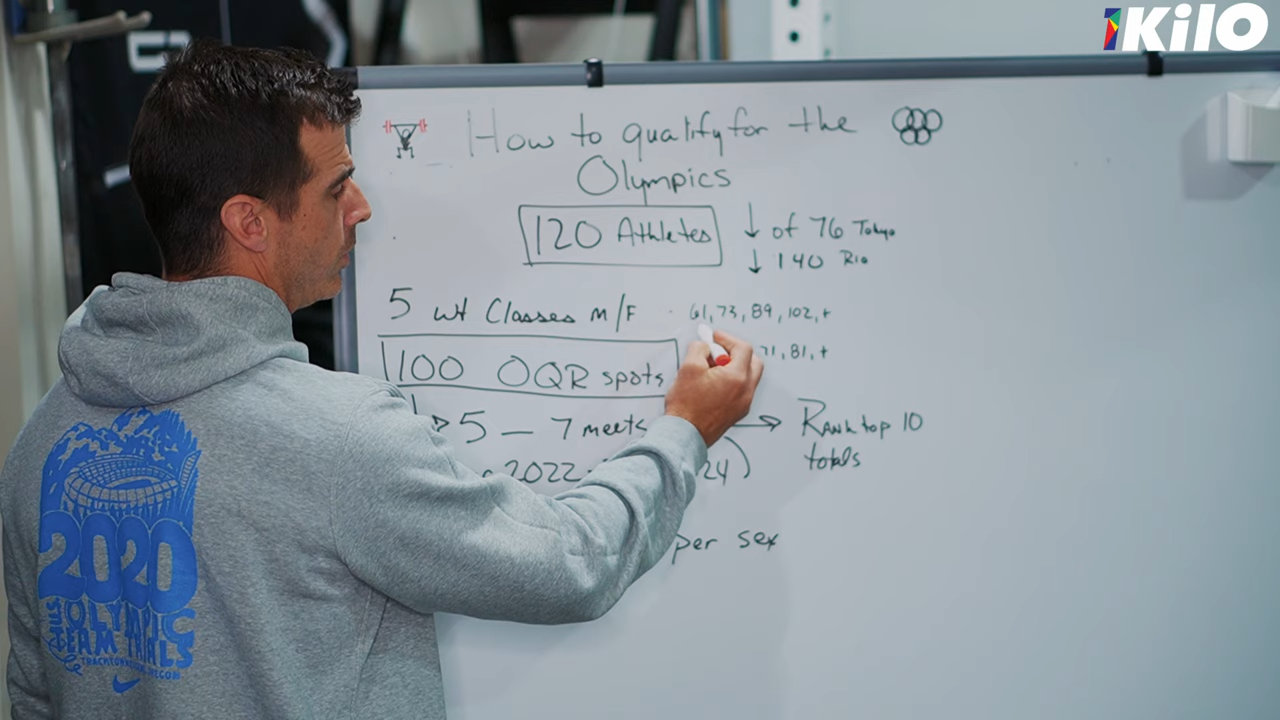 1Kilo
How to qualify for the
Olympics
120 Athletes
↓ of 76 Tokyo
↓ 140 Rio
5 wt Classes M/F - 61, 73, 89, 102, +
71, 81, +
100 OQR spots
5 – 7 meets → Rank top 10
totals
2022 24)
per sex
2020
OLYMPIC
TEAM TRIALS